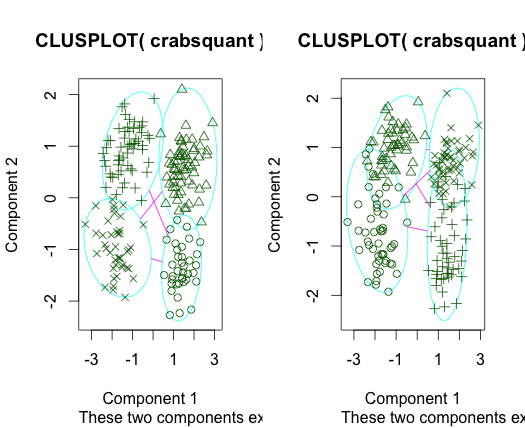 CLUSPLOT( crabsquant )
CLUSPLOT( crabsquant )
2
1
0
-1
-2
Component 2
-3 -1 1 3
Component 1
These two components ex
2
1
0
-1
-2
Component 2
-3 -1 1 3
Component 1
These two components ex